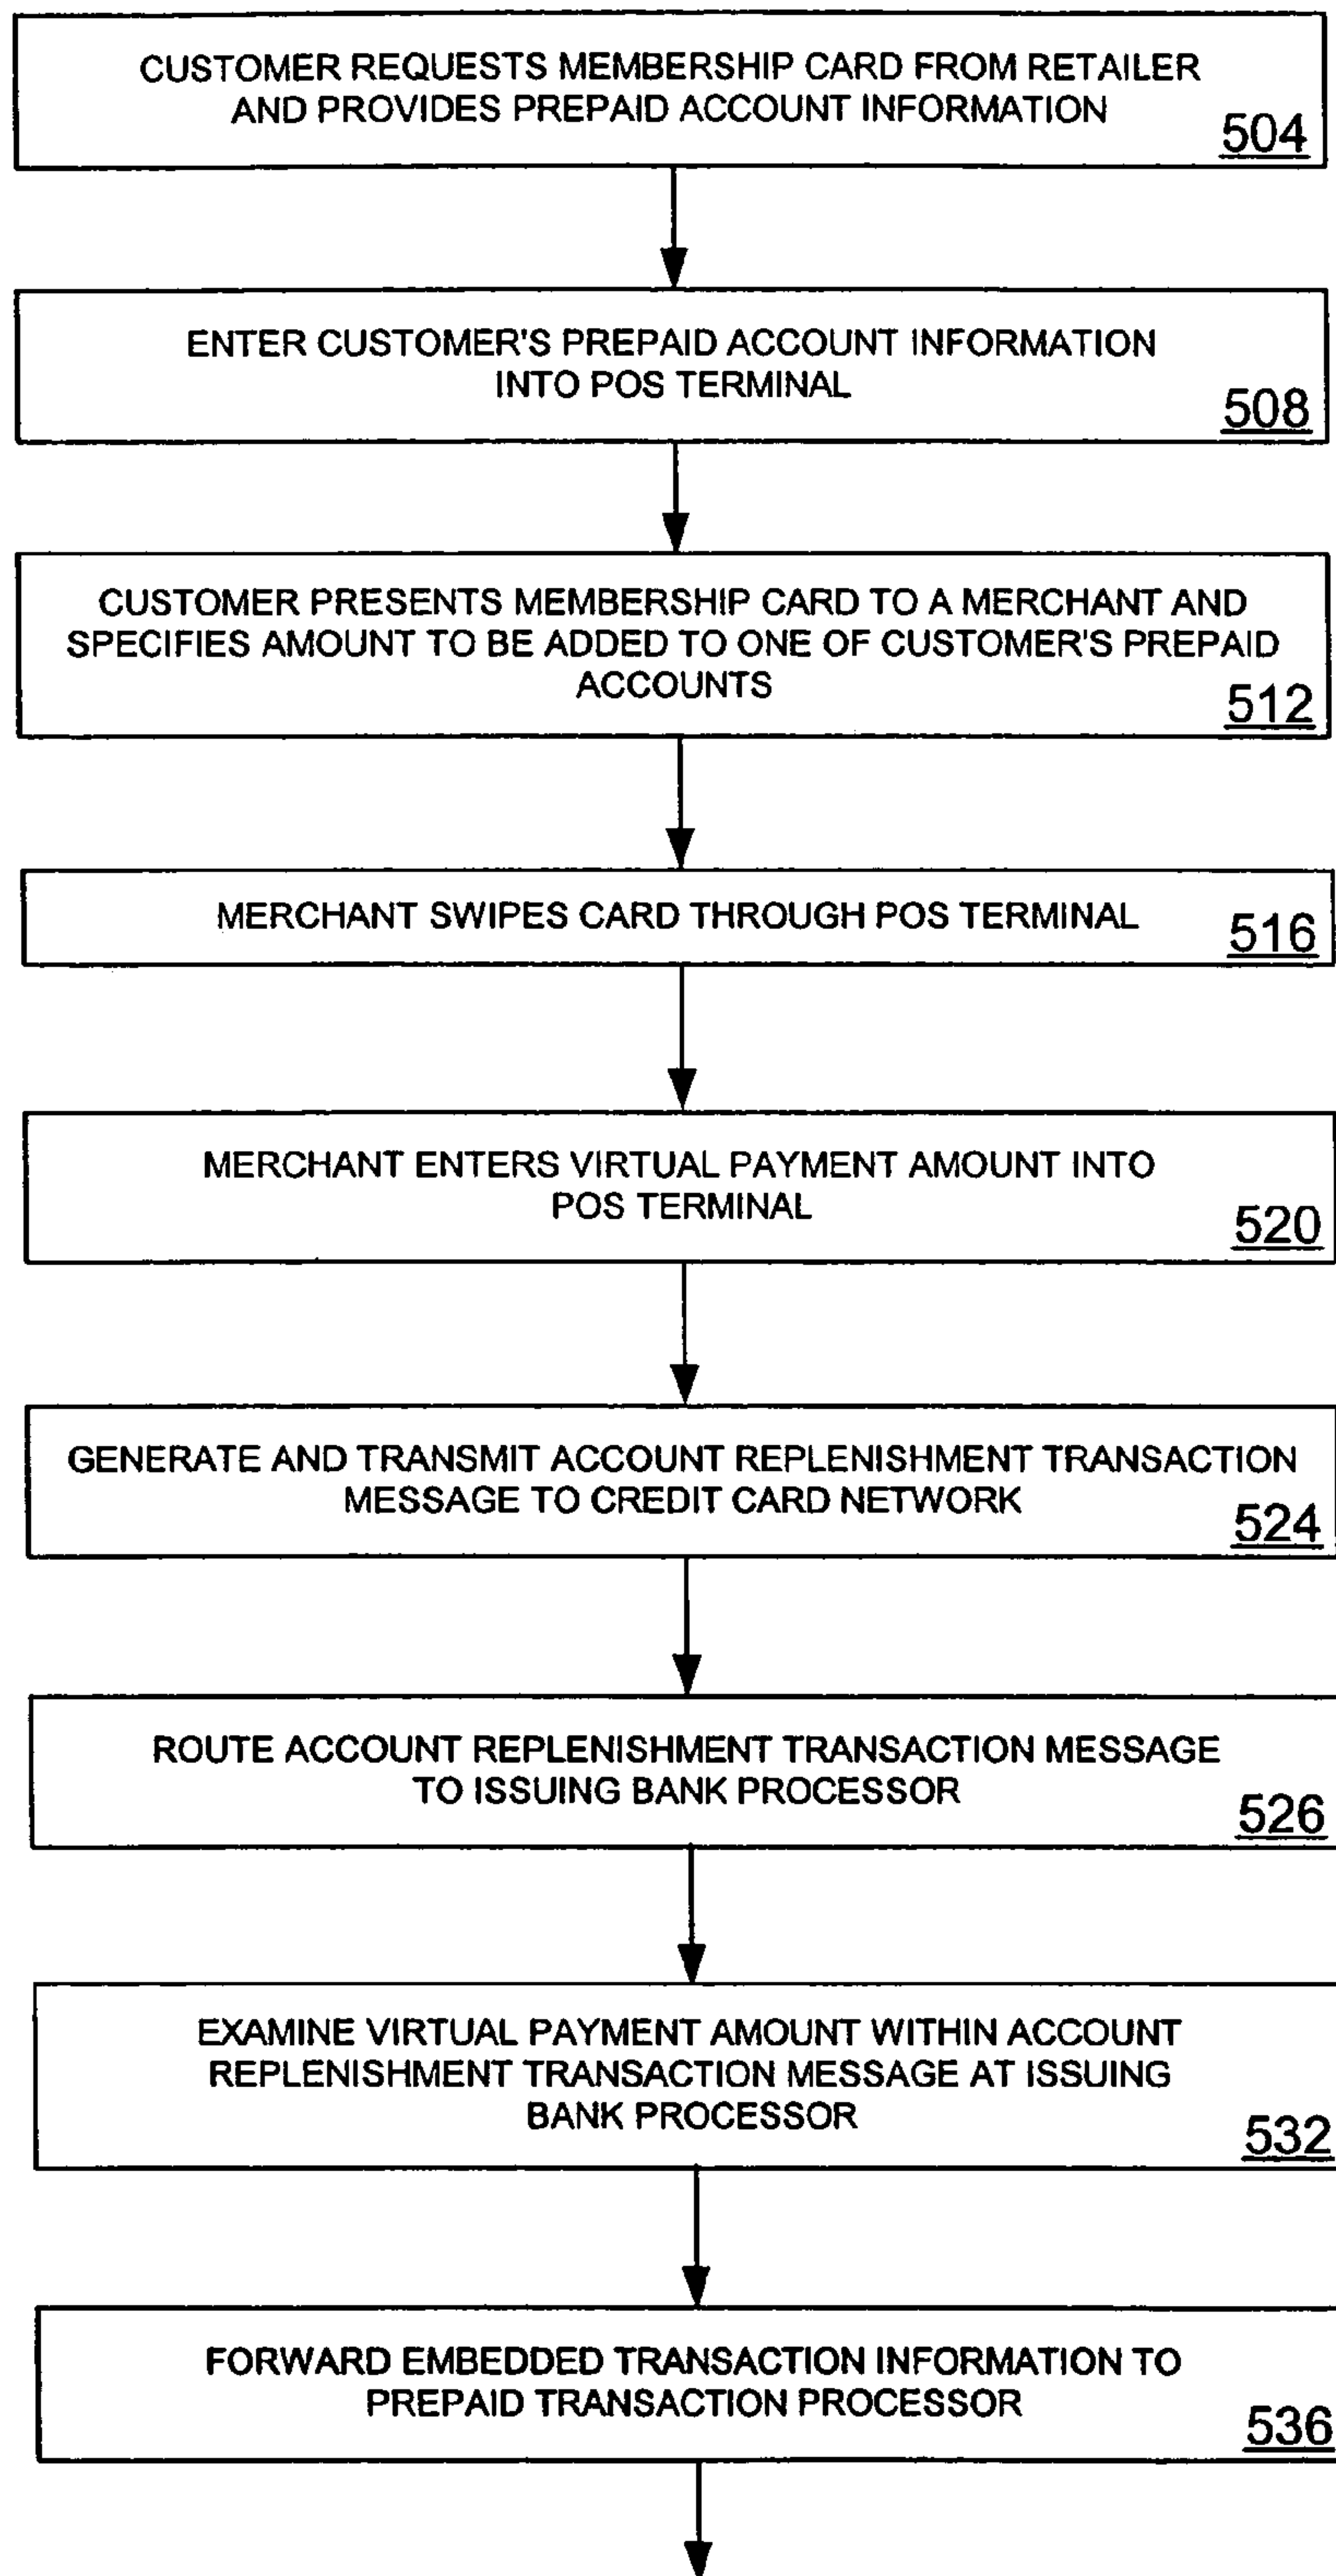 CUSTOMER REQUESTS MEMBERSHIP CARD FROM RETAILER
AND PROVIDES PREPAID ACCOUNT INFORMATION
504
ENTER CUSTOMER'S PREPAID ACCOUNT INFORMATION
INTO POS TERMINAL
508
CUSTOMER PRESENTS MEMBERSHIP CARD TO A MERCHANT AND
SPECIFIES AMOUNT TO BE ADDED TO ONE OF CUSTOMER'S PREPAID
ACCOUNTS
512
MERCHANT SWIPES CARD THROUGH POS TERMINAL
516
MERCHANT ENTERS VIRTUAL PAYMENT AMOUNT INTO
POS TERMINAL
520
GENERATE AND TRANSMIT ACCOUNT REPLENISHMENT TRANSACTION
MESSAGE TO CREDIT CARD NETWORK
524
ROUTE ACCOUNT REPLENISHMENT TRANSACTION MESSAGE
TO ISSUING BANK PROCESSOR
526
EXAMINE VIRTUAL PAYMENT AMOUNT WITHIN ACCOUNT
REPLENISHMENT TRANSACTION MESSAGE AT ISSUING
BANK PROCESSOR
532
FORWARD EMBEDDED TRANSACTION INFORMATION TO
PREPAID TRANSACTION PROCESSOR
536